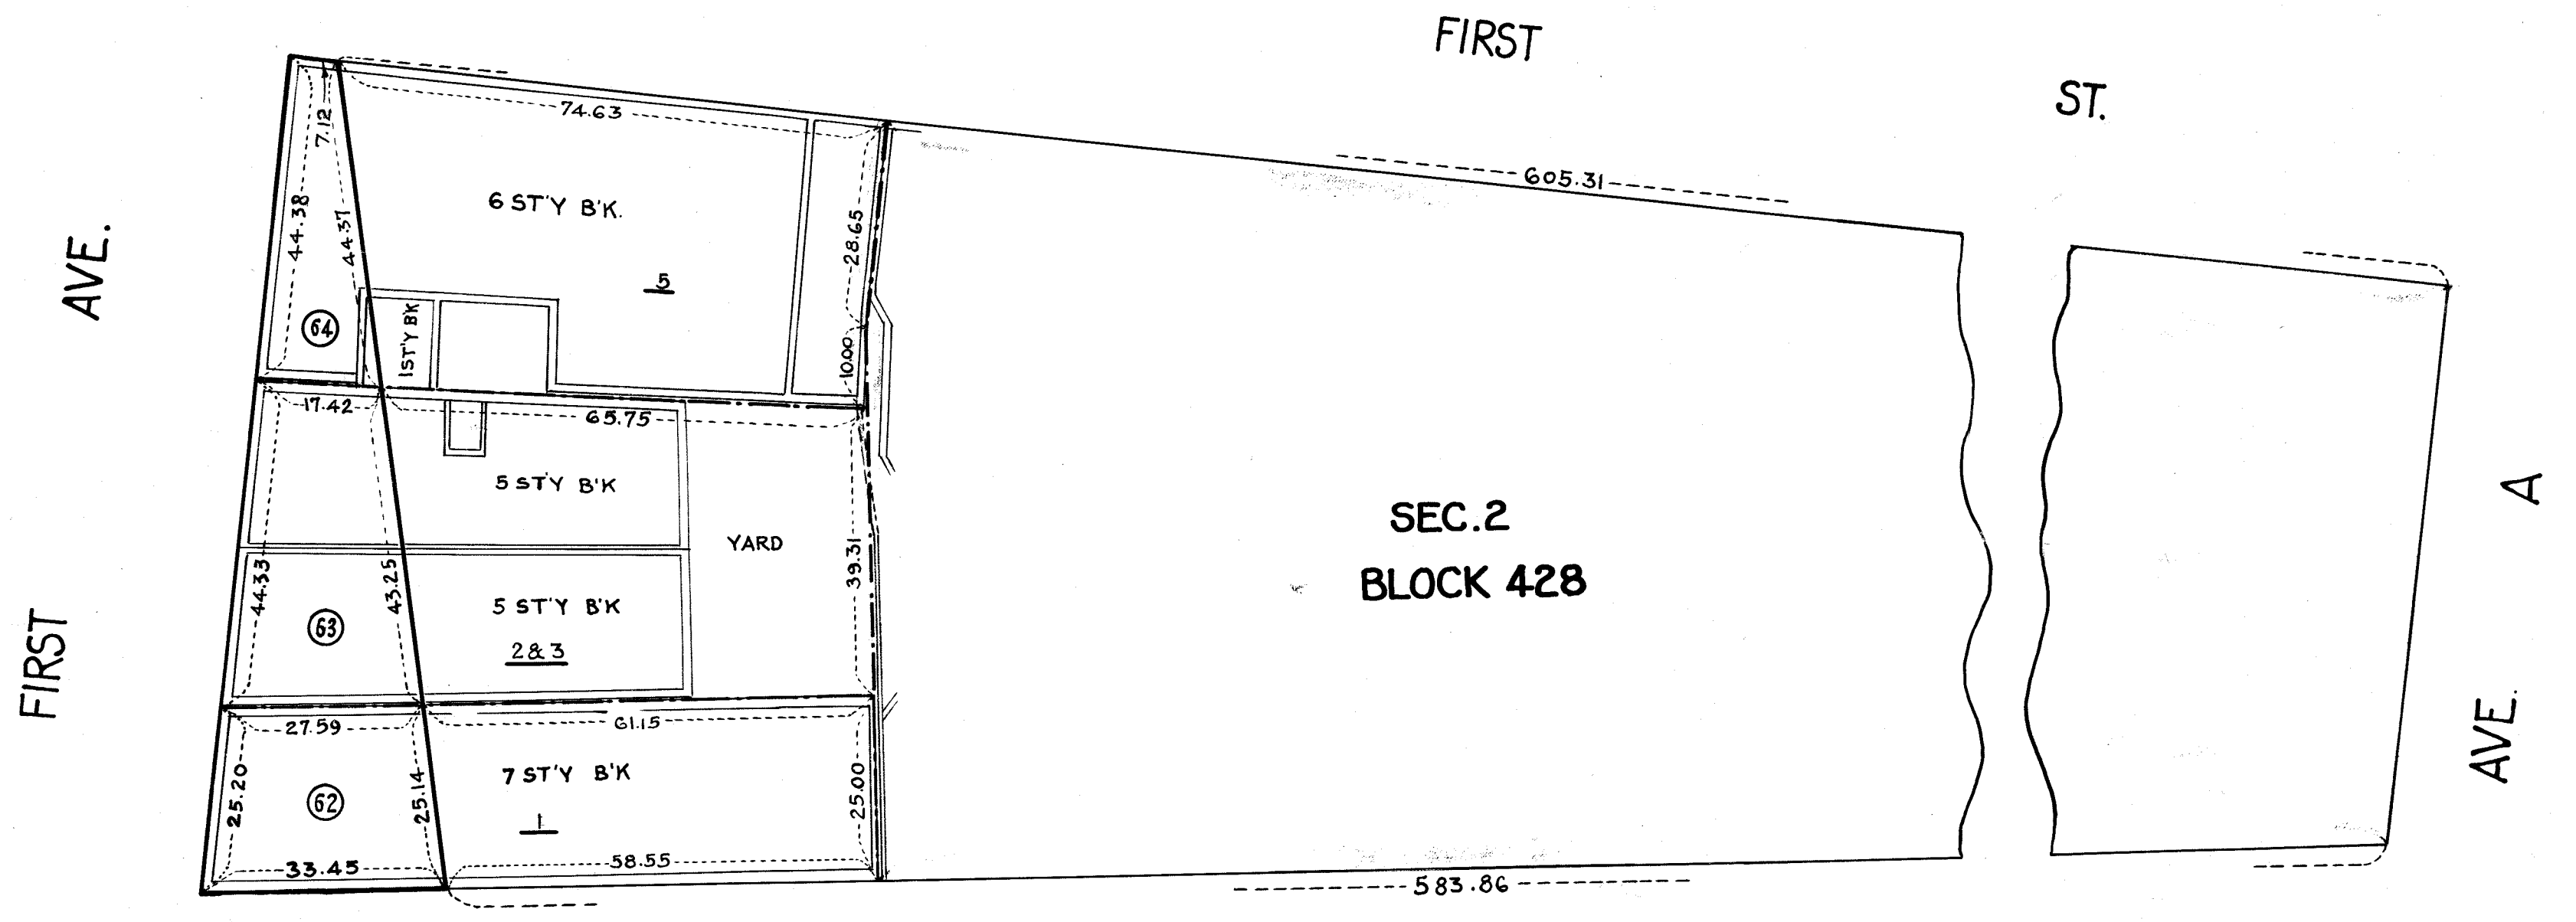 FIRST
ST.
AVE.
FIRST
A
AVE.
605.31
583.86
SEC.2
BLOCK 428
7.12
74.63
44.38
44.37
6 ST'Y B'K.
28.65
5
64
1ST'Y B'K
10.00
17.42
65.75
5 ST'Y B'K
YARD
39.31
44.33
43.25
5 ST'Y B'K
63
2&3
27.59
61.15
7 ST'Y B'K
25.20
62
25.14
25.00
1
33.45
58.55